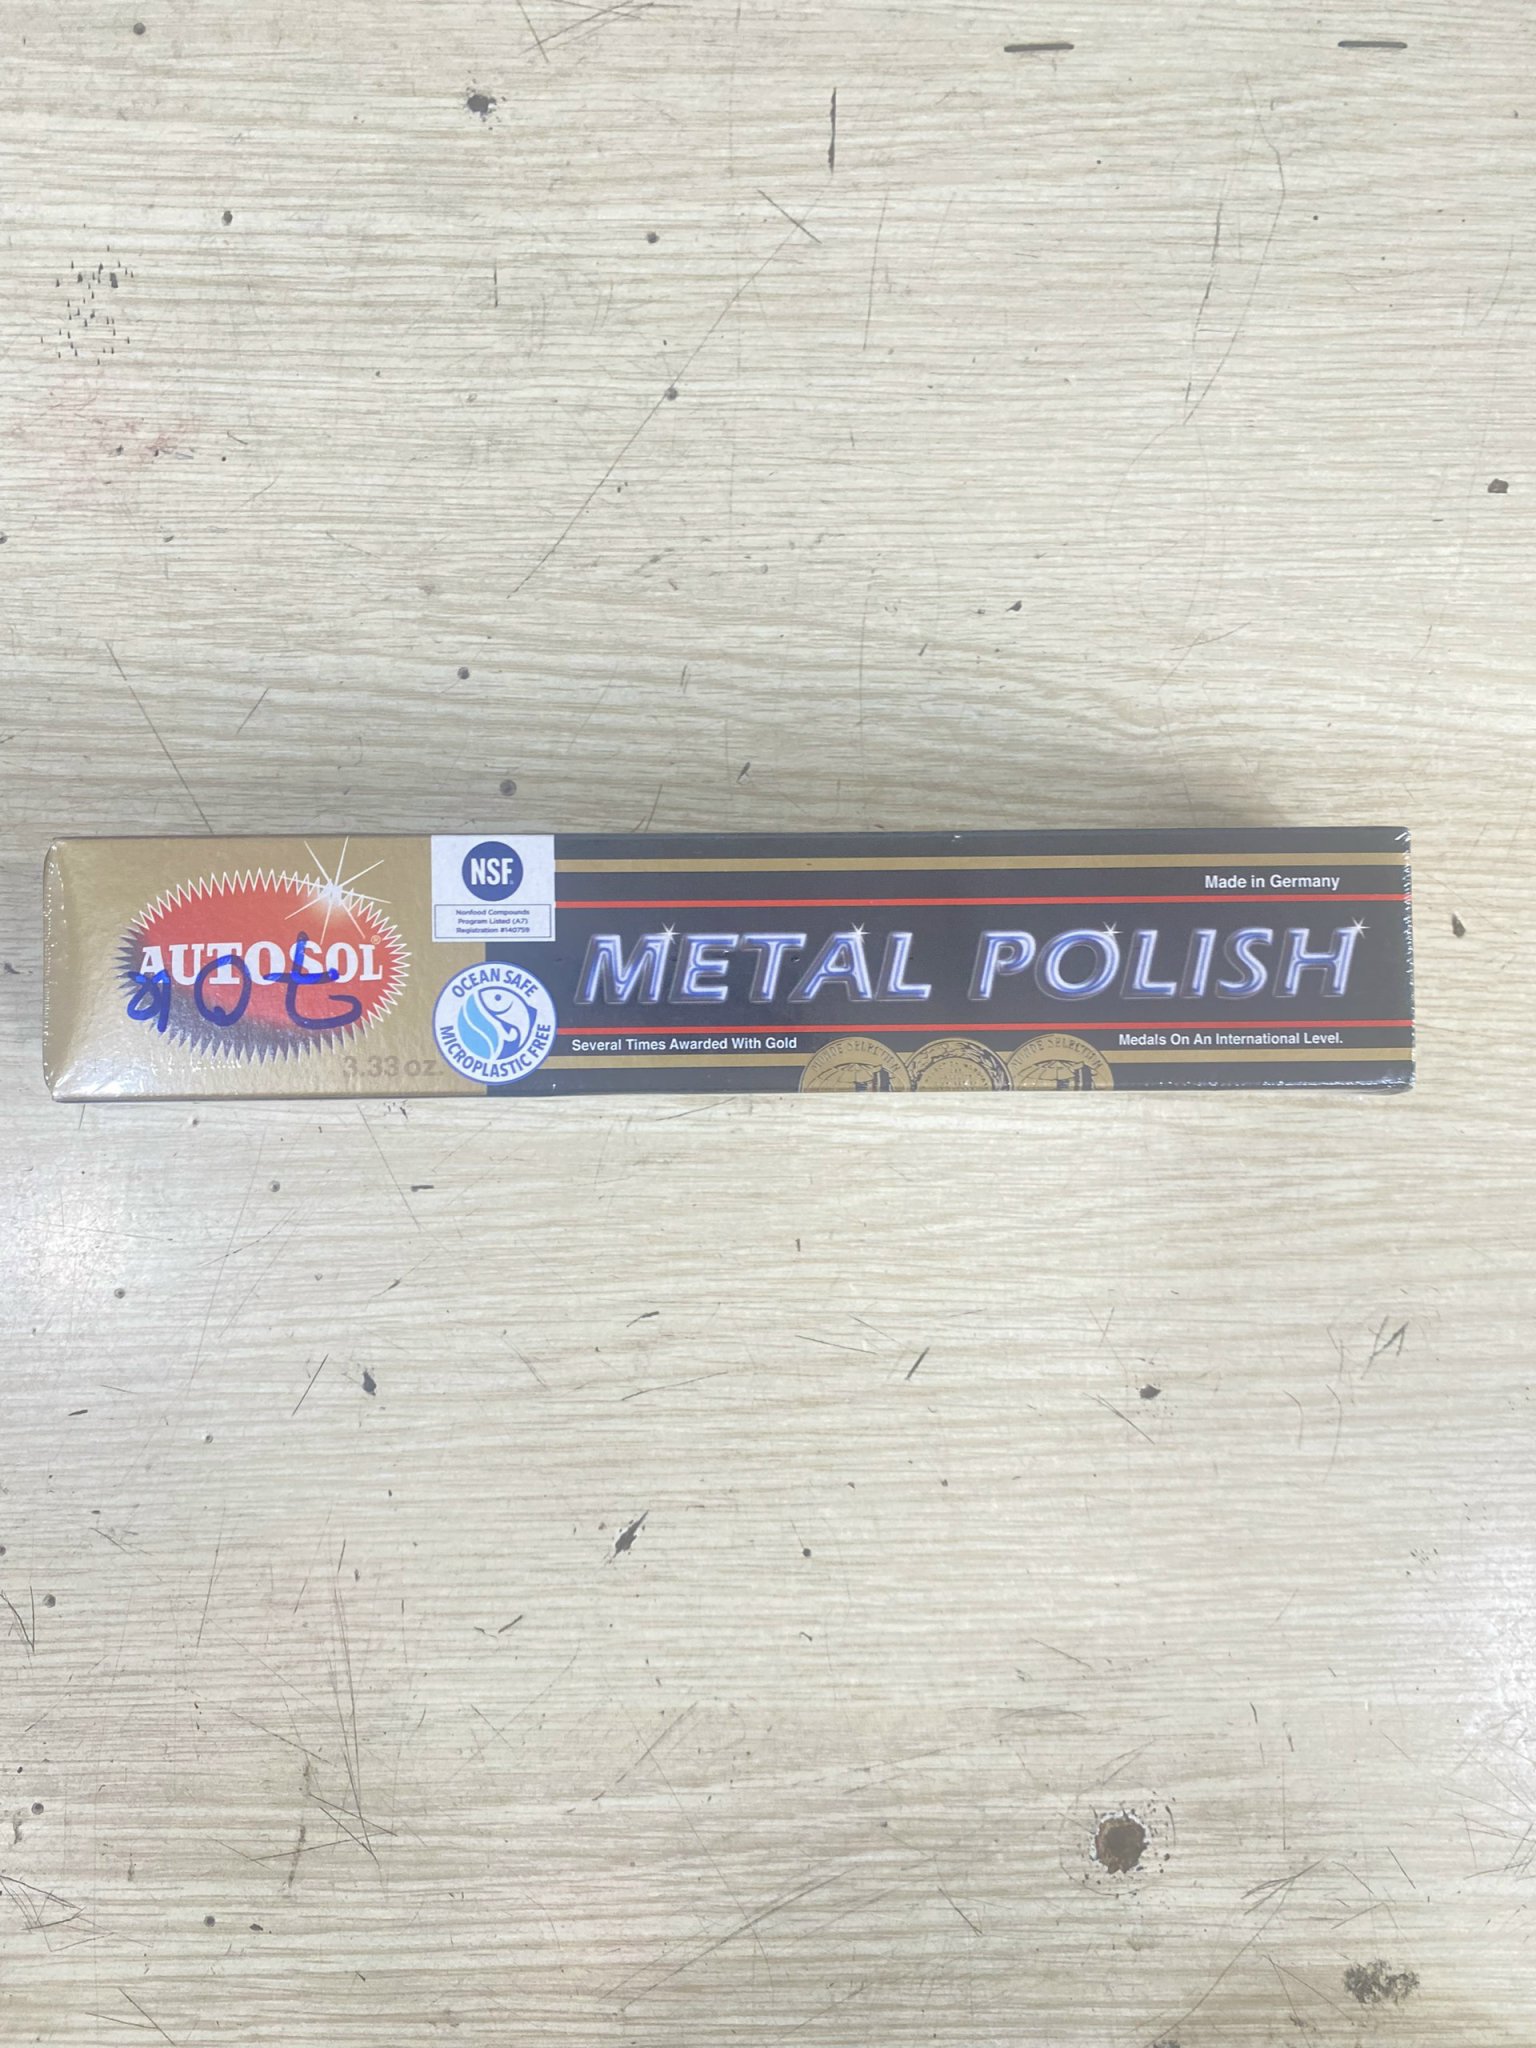 AUTOSOL®
3.33 oz.
NSF®
Nonfood Compounds
Program Listed (A7)
Registration #140759
OCEAN SAFE
MICROPLASTIC FREE
Made in Germany
METAL POLISH
Several Times Awarded With Gold
Medals On An International Level.